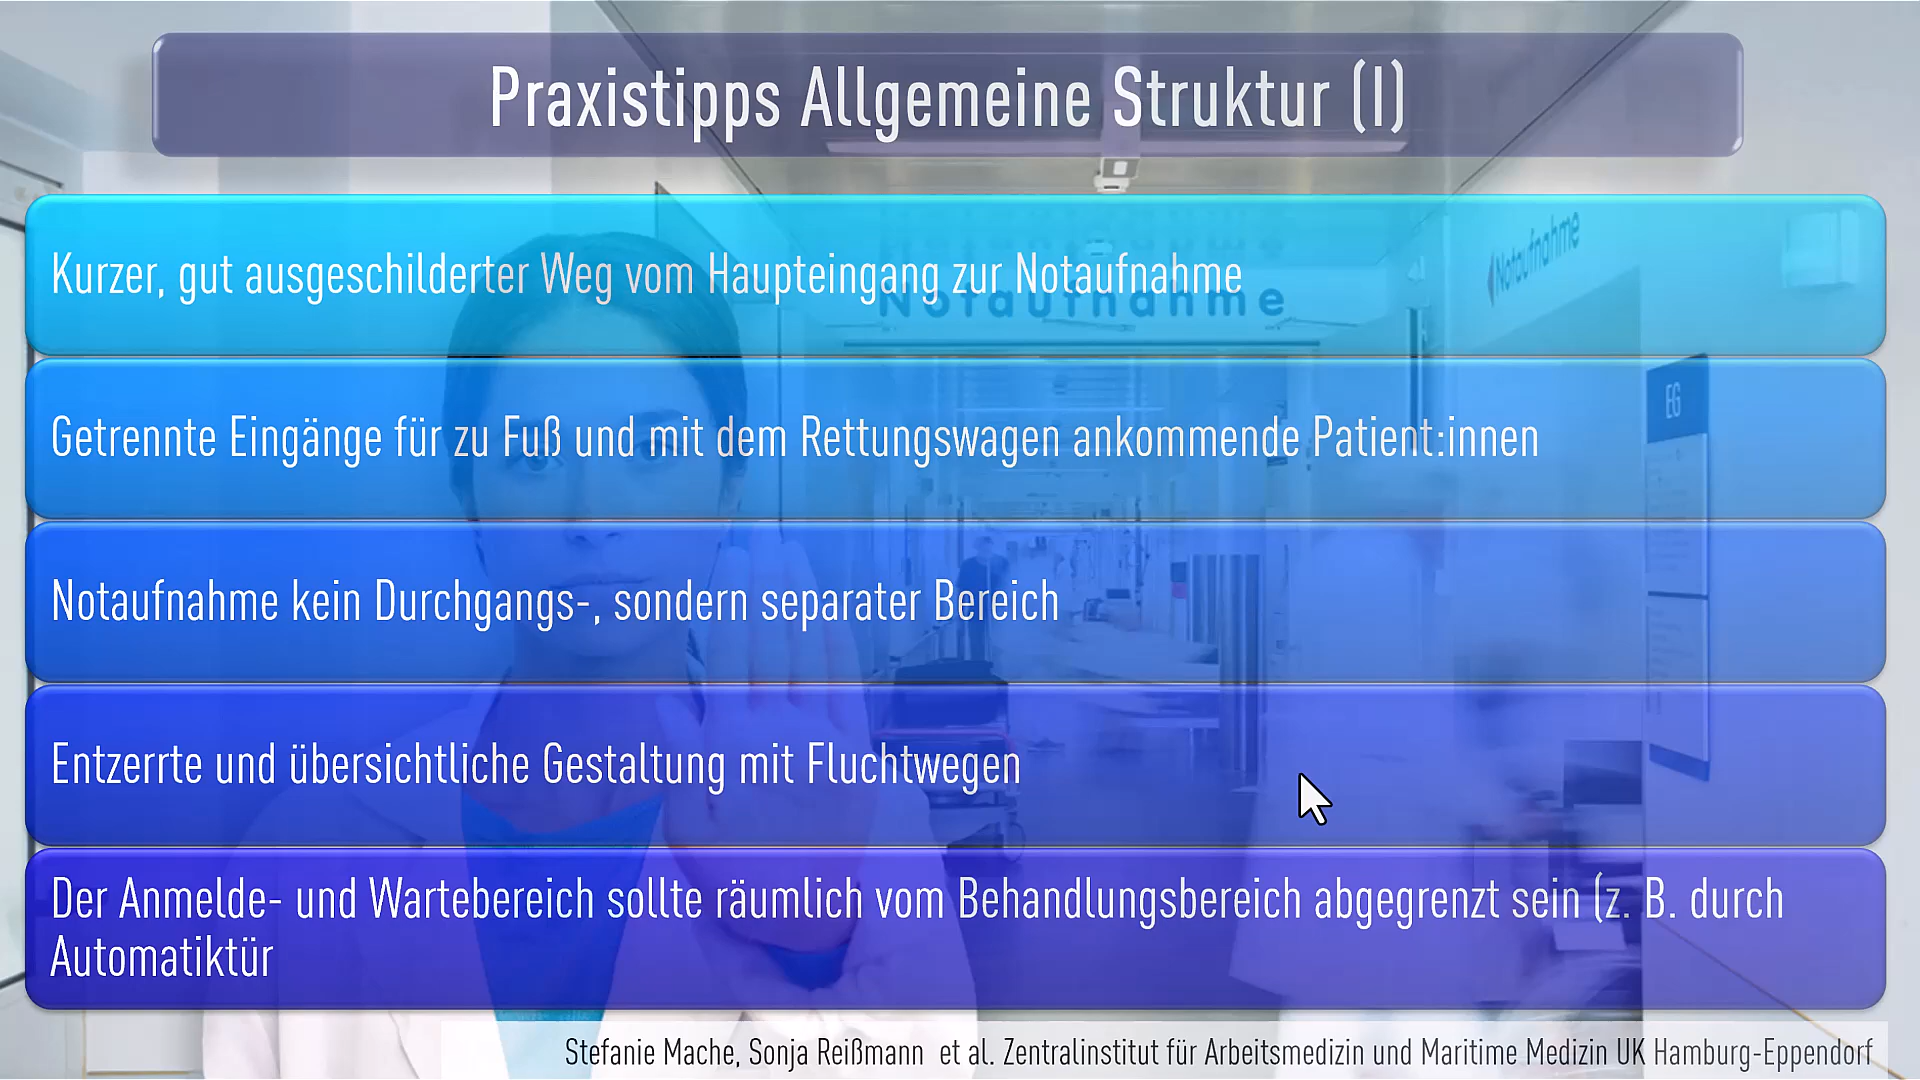 Praxistipps Allgemeine Struktur (I)
Kurzer, gut ausgeschilderter Weg vom Haupteingang zur Notaufnahme
Notaufnahme
Notaufnahme
Getrennte Eingänge für zu Fuß und mit dem Rettungswagen ankommende Patient:innen
EG
Notaufnahme kein Durchgangs-, sondern separater Bereich
Entzerrte und übersichtliche Gestaltung mit Fluchtwegen
Der Anmelde- und Wartebereich sollte räumlich vom Behandlungsbereich abgegrenzt sein (z. B. durch
Automatiktür
Stefanie Mache, Sonja Reißmann et al. Zentralinstitut für Arbeitsmedizin und Maritime Medizin UK Hamburg-Eppendorf